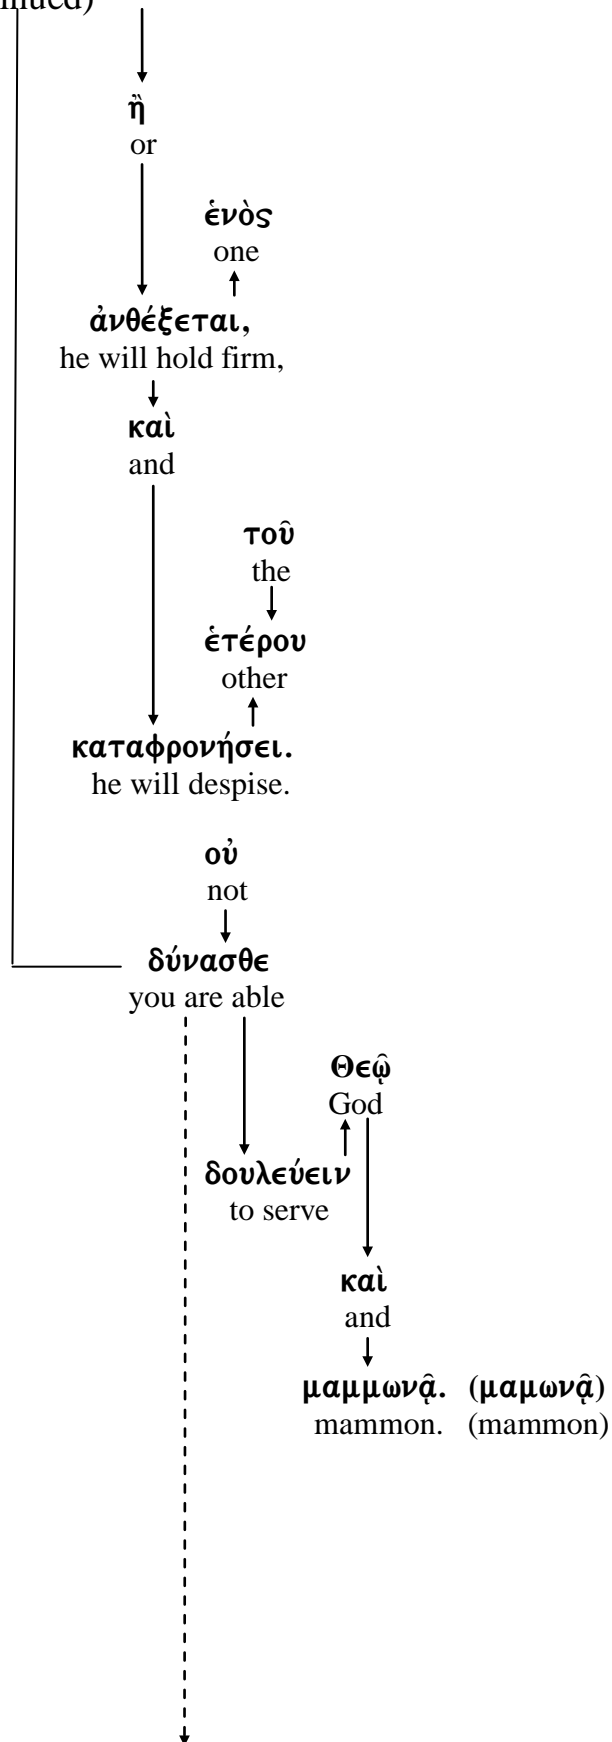 ἢ
or
ἑνὸς
one
ἀνθέξεται,
he will hold firm,
καὶ
and
τοῦ
the
ἑτέρου
other
καταφρονήσει.
he will despise.
οὐ
not
δύνασθε
you are able
Θεῷ
God
δουλεύειν
to serve
καὶ
and
μαμμωνᾷ. (μαμωνᾷ)
mammon. (mammon)